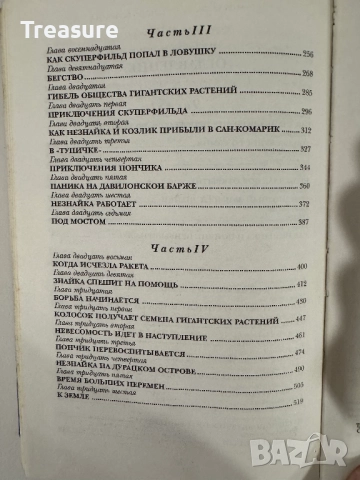 Часть III
Глава восемнадцатая
КАК СКУПЕРФИЛЬД ПОПАЛ В ЛОВУШКУ 256
Глава девятнадцатая
БЕГСТВО 268
Глава двадцатая
ГИБЕЛЬ ОБЩЕСТВА ГИГАНТСКИХ РАСТЕНИЙ 285
Глава двадцать первая
ПРИКЛЮЧЕНИЯ СКУПЕРФИЛЬДА 296
Глава двадцать вторая
КАК НЕЗНАЙКА И КОЗЛИК ПРИБЫЛИ В САН-КОМАРИК 312
Глава двадцать третья
В «ТУПИЧКЕ» 327
Глава двадцать четвертая
ПРИКЛЮЧЕНИЯ ПОНЧИКА 344
Глава двадцать пятая
ПАНИКА НА ДАВИЛОНСКОЙ БИРЖЕ 360
Глава двадцать шестая
НЕЗНАЙКА РАБОТАЕТ 372
Глава двадцать седьмая
ПОД МОСТОМ 387
Часть IV
Глава двадцать восьмая
КОГДА ИСЧЕЗЛА РАКЕТА 400
Глава двадцать девятая
ЗНАЙКА СПЕШИТ НА ПОМОЩЬ 412
Глава тридцатая
БОРЬБА НАЧИНАЕТСЯ 430
Глава тридцать первая
КОЛОСОК ПОЛУЧАЕТ СЕМЕНА ГИГАНТСКИХ РАСТЕНИЙ 447
Глава тридцать вторая
НЕВЕСОМОСТЬ ИДЕТ В НАСТУПЛЕНИЕ 461
Глава тридцать третья
ПОНЧИК ПЕРЕВОСПИТЫВАЕТСЯ 474
Глава тридцать четвертая
НЕЗНАЙКА НА ДУРАЦКОМ ОСТРОВЕ 490
Глава тридцать пятая
ВРЕМЯ БОЛЬШИХ ПЕРЕМЕН 505
Глава тридцать шестая
К ЗЕМЛЕ 519
BAZAR.bg